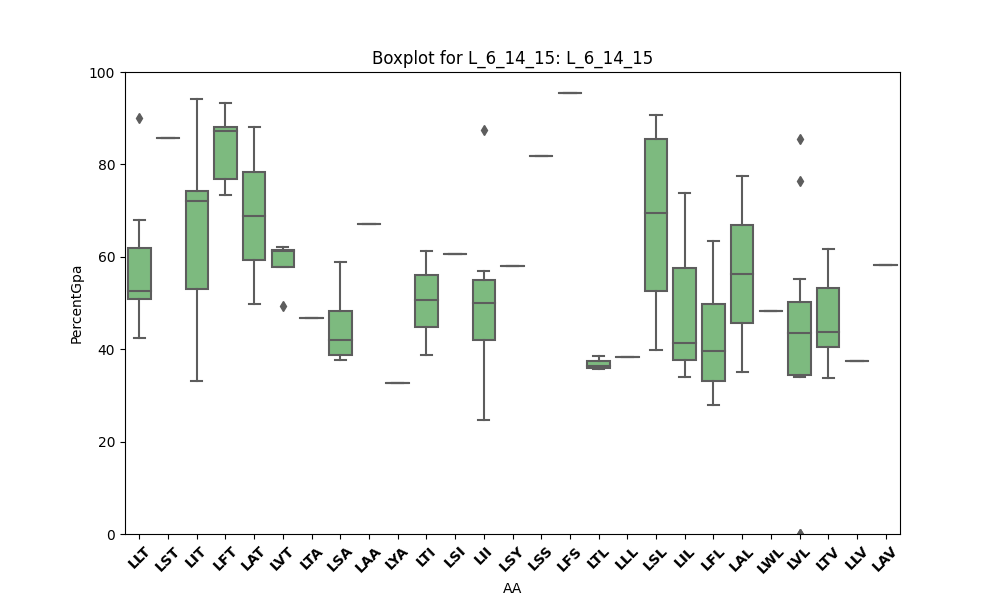 Boxplot for L_6_14_15: L_6_14_15
100
80
60
40
20
0
PercentGpa
LLT LST LIT LFT LAT LVT LTA LSA LAA LYA LTI LSI LII LSY LSS LFS LTL LLL LSL LIL LFL LAL LWL LVL LTV LLV LAV
AA